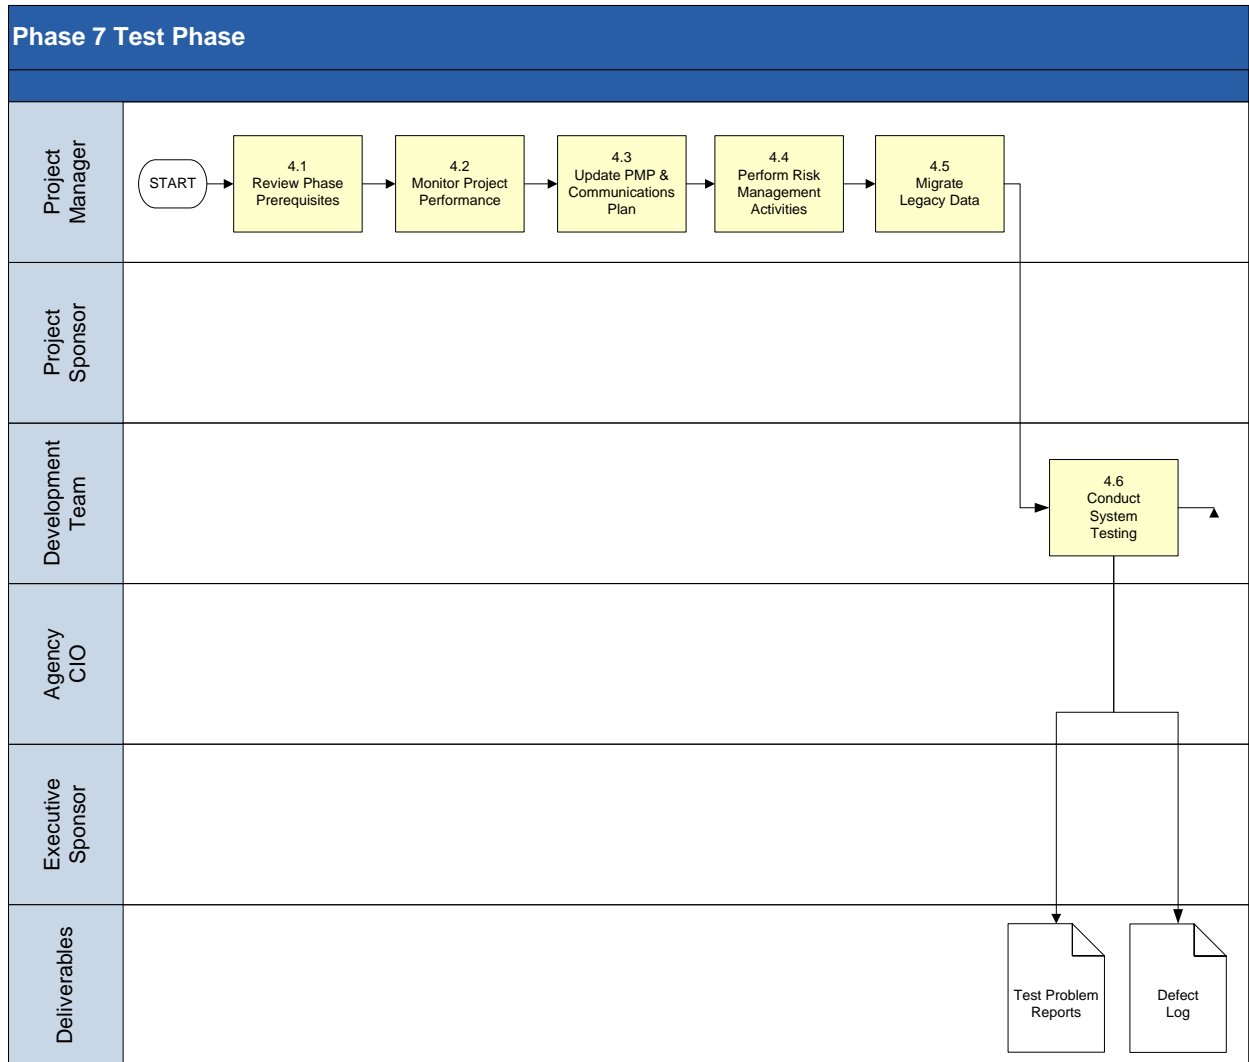 Phase 7 Test Phase
Project
Manager
START
4.1
Review Phase
Prerequisites
4.2
Monitor Project
Performance
4.3
Update PMP &
Communications
Plan
4.4
Perform Risk
Management
Activities
4.5
Migrate
Legacy Data
Project
Sponsor
Development
Team
4.6
Conduct
System
Testing
Agency
CIO
Executive
Sponsor
Deliverables
Test Problem
Reports
Defect
Log